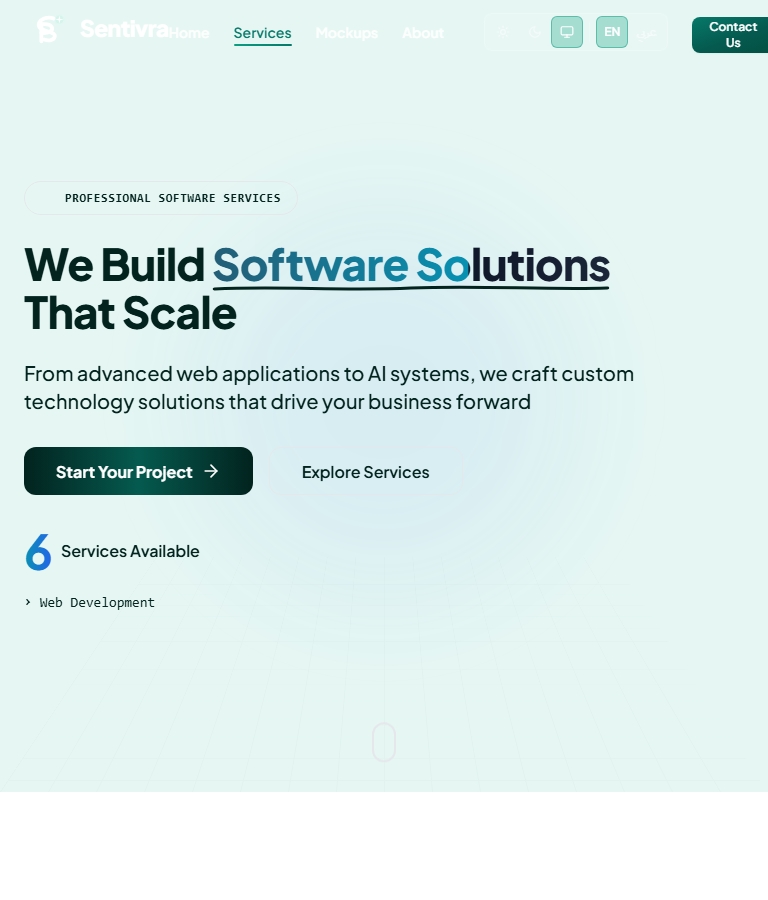 Sentivra
Home
Services
Mockups
About
EN
عربي
Contact
Us
PROFESSIONAL SOFTWARE SERVICES
We Build Software Solutions
That Scale
From advanced web applications to AI systems, we craft custom
technology solutions that drive your business forward
Start Your Project →
Explore Services
6 Services Available
› Web Development